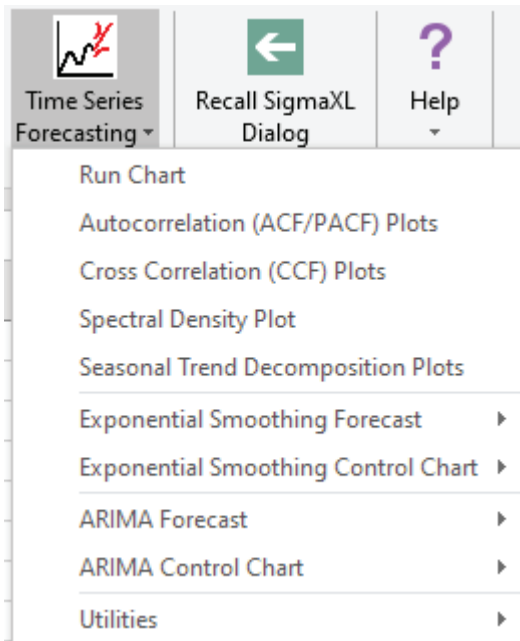 Time Series
Forecasting
Recall SigmaXL
Dialog
Help
Run Chart
Autocorrelation (ACF/PACF) Plots
Cross Correlation (CCF) Plots
Spectral Density Plot
Seasonal Trend Decomposition Plots
Exponential Smoothing Forecast
Exponential Smoothing Control Chart
ARIMA Forecast
ARIMA Control Chart
Utilities